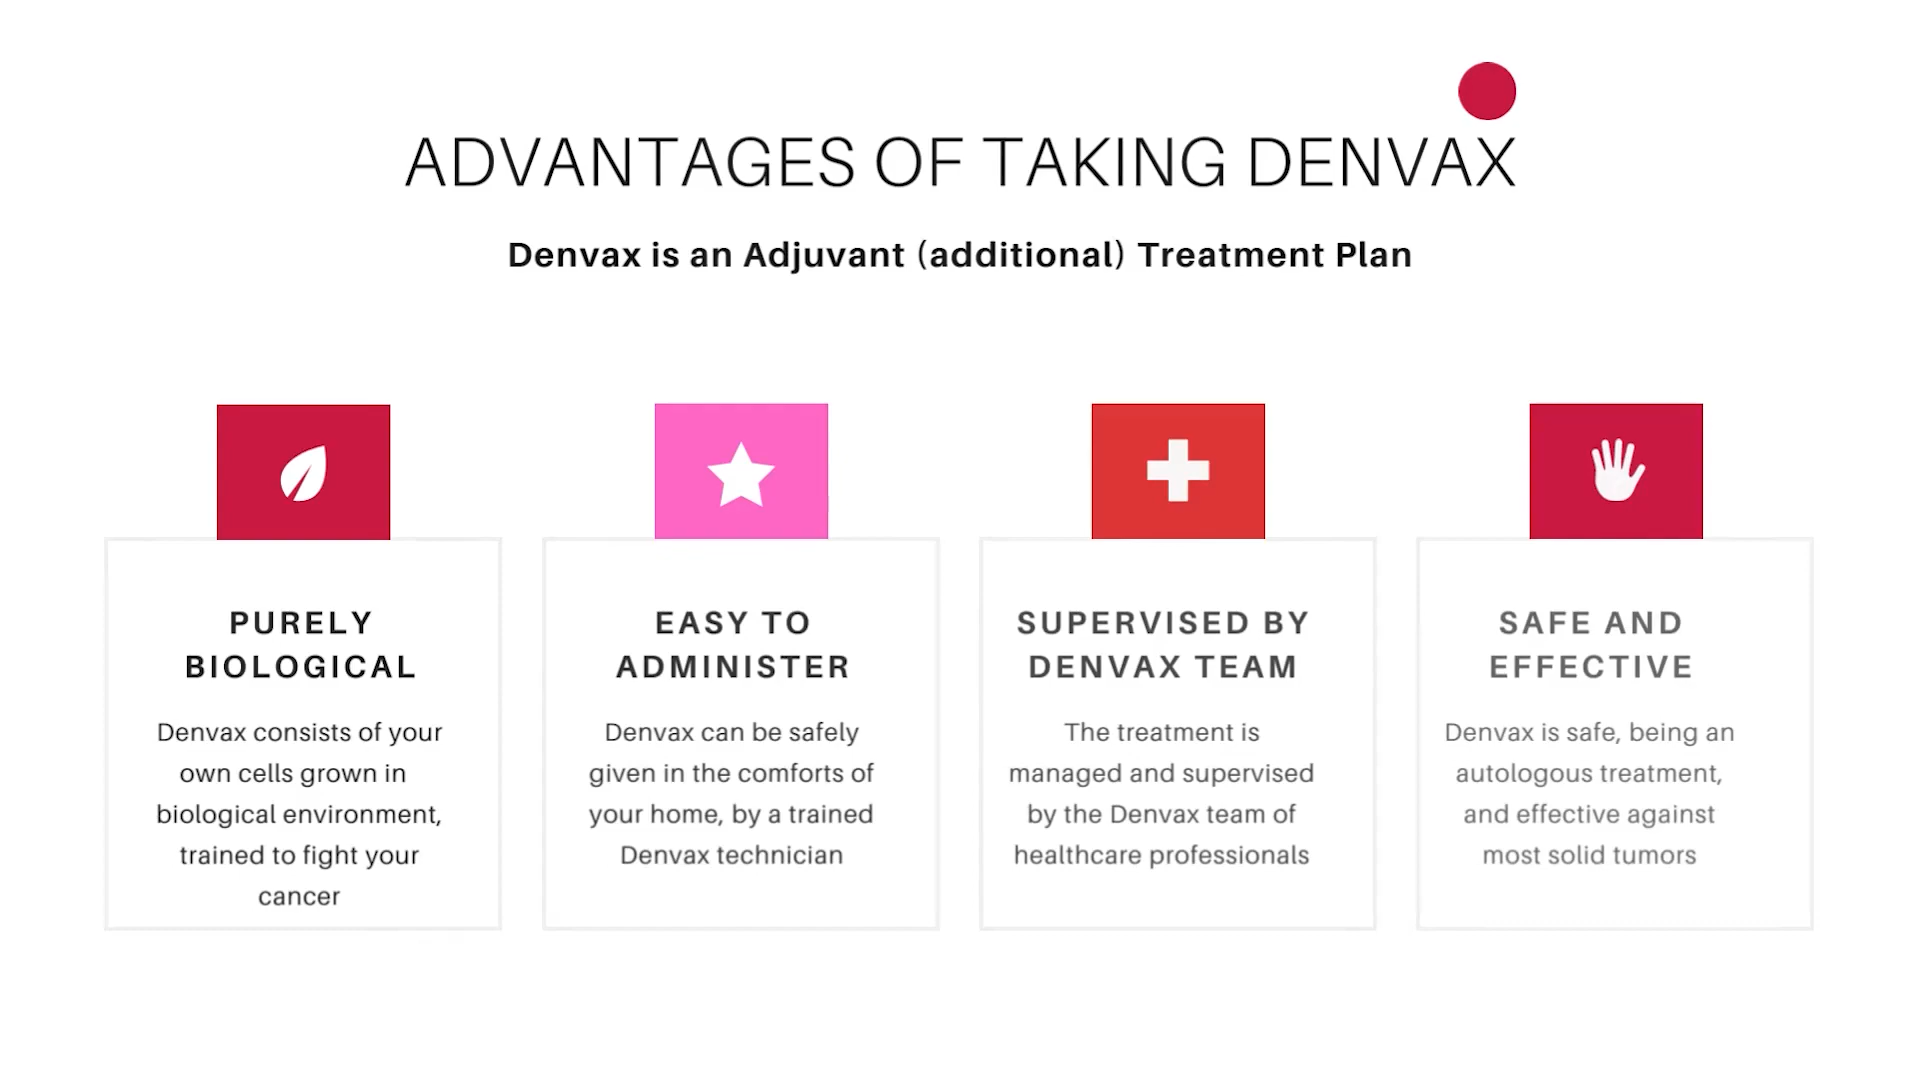 ADVANTAGES OF TAKING DENVAX
Denvax is an Adjuvant (additional) Treatment Plan
PURELY
BIOLOGICAL
Denvax consists of your
own cells grown in
biological environment,
trained to fight your
cancer
EASY TO
ADMINISTER
Denvax can be safely
given in the comforts of
your home, by a trained
Denvax technician
SUPERVISED BY
DENVAX TEAM
The treatment is
managed and supervised
by the Denvax team of
healthcare professionals
SAFE AND
EFFECTIVE
Denvax is safe, being an
autologous treatment,
and effective against
most solid tumors